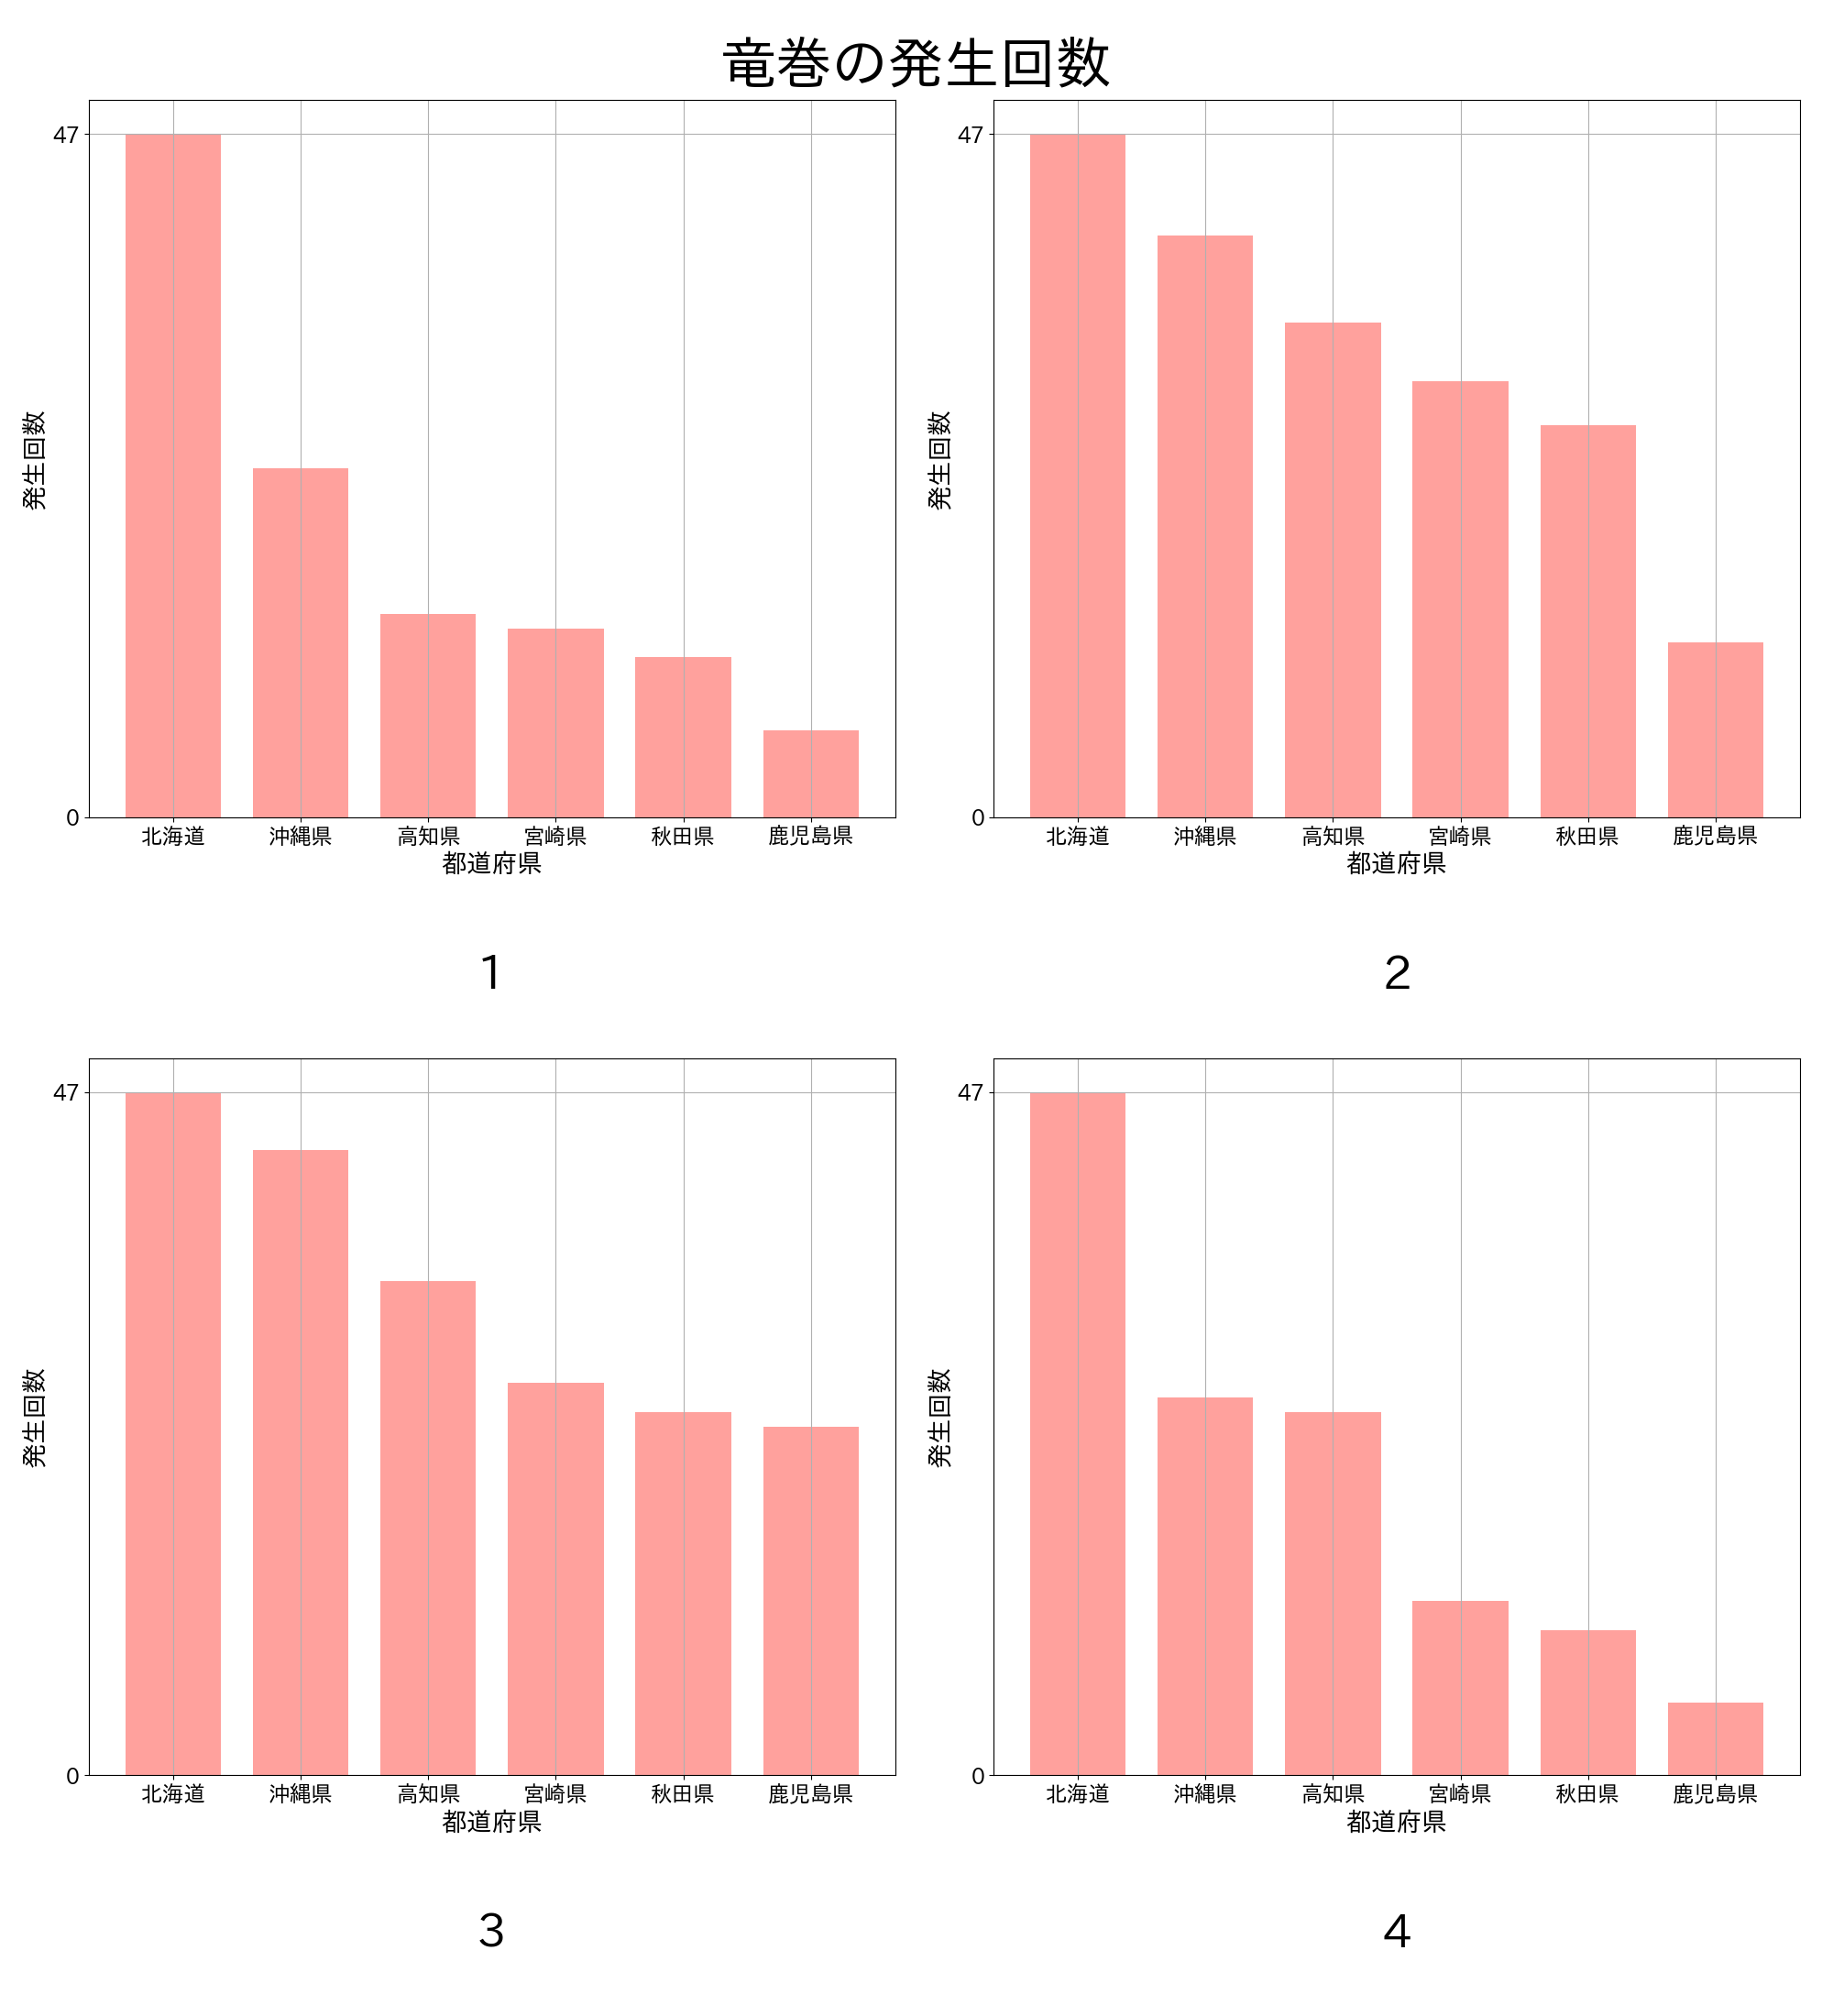 竜巻の発生回数
47
0
発生回数
北海道 沖縄県 高知県 宮崎県 秋田県 鹿児島県
都道府県
1
47
0
発生回数
北海道 沖縄県 高知県 宮崎県 秋田県 鹿児島県
都道府県
2
47
0
発生回数
北海道 沖縄県 高知県 宮崎県 秋田県 鹿児島県
都道府県
3
47
0
発生回数
北海道 沖縄県 高知県 宮崎県 秋田県 鹿児島県
都道府県
4